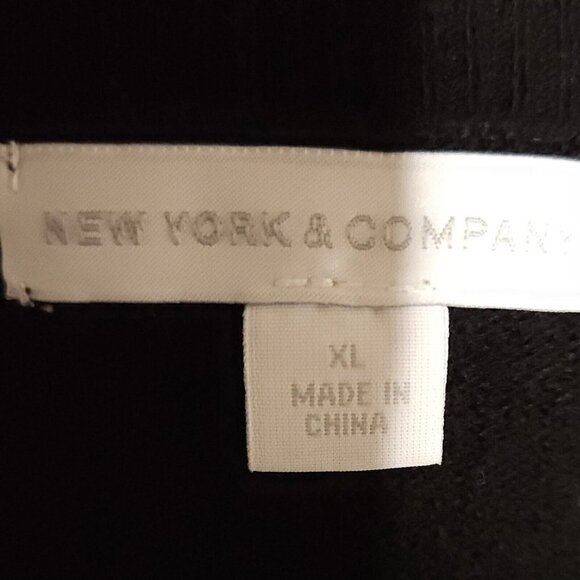 NEW YORK & COMPANY
XL
MADE IN
CHINA